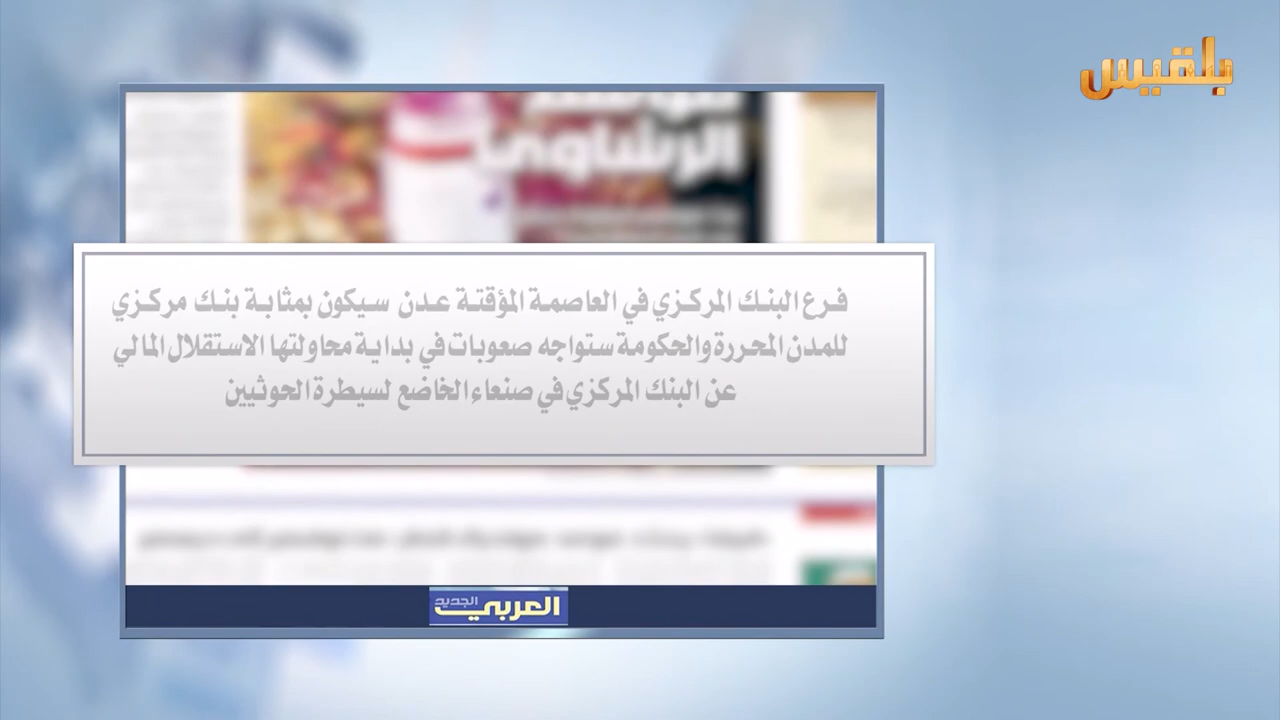 بلقيس
الرشاوى
فرع البنك المركزي في العاصمة المؤقتة عدن سيكون بمثابة بنك مركزي
للمدن المحررة والحكومة ستواجه صعوبات في بداية محاولتها الاستقلال المالي
عن البنك المركزي في صنعاء الخاضع لسيطرة الحوثيين
العربي الجديد